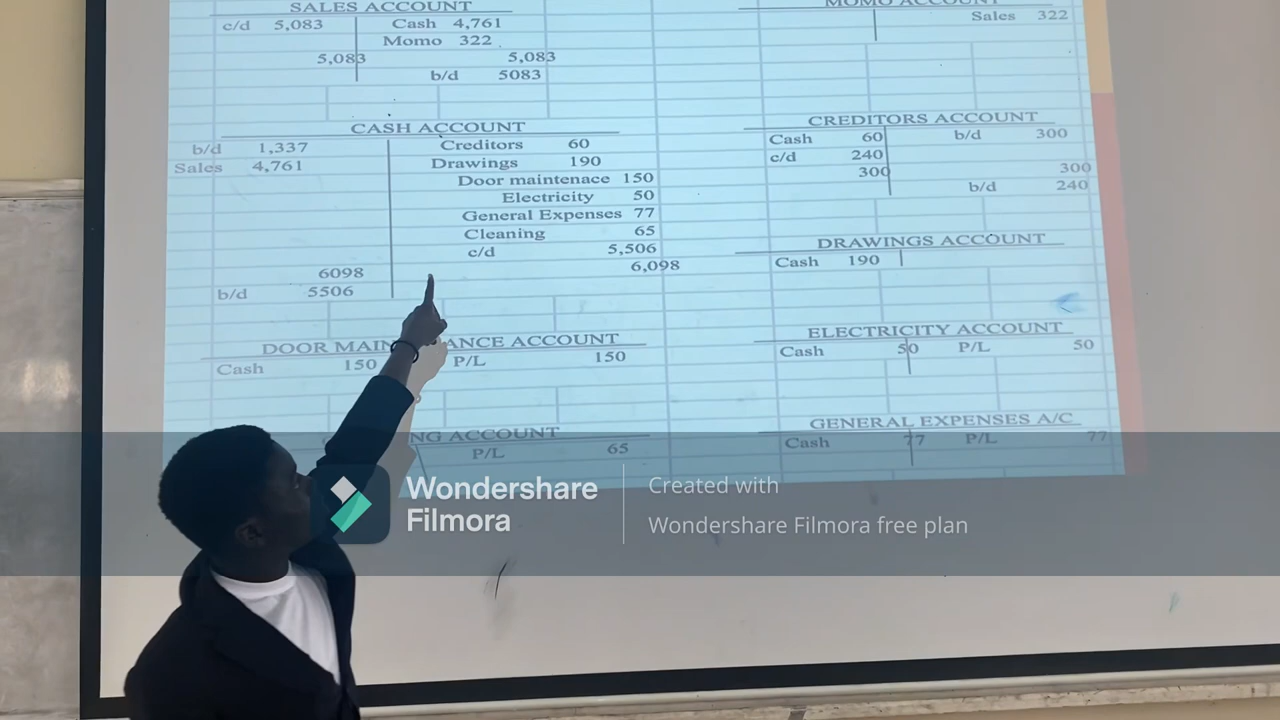 SALES ACCOUNT
c/d 5,083 Cash 4,761
Momo 322
5,083 5,083
b/d 5083
MOMO ACCOUNT
Sales 322
CASH ACCOUNT
b/d 1,337 Creditors 60
Sales 4,761 Drawings 190
Door maintenace 150
Electricity 50
General Expenses 77
Cleaning 65
c/d 5,506
6098 6,098
b/d 5506
CREDITORS ACCOUNT
Cash 60 b/d 300
c/d 240
300 300
b/d 240
DRAWINGS ACCOUNT
Cash 190
DOOR MAIN ANCE ACCOUNT
Cash 150 P/L 150
ELECTRICITY ACCOUNT
Cash 50 P/L 50
NG ACCOUNT
P/L 65
GENERAL EXPENSES A/C
Cash 77 P/L 77
Wondershare
Filmora
Created with
Wondershare Filmora free plan